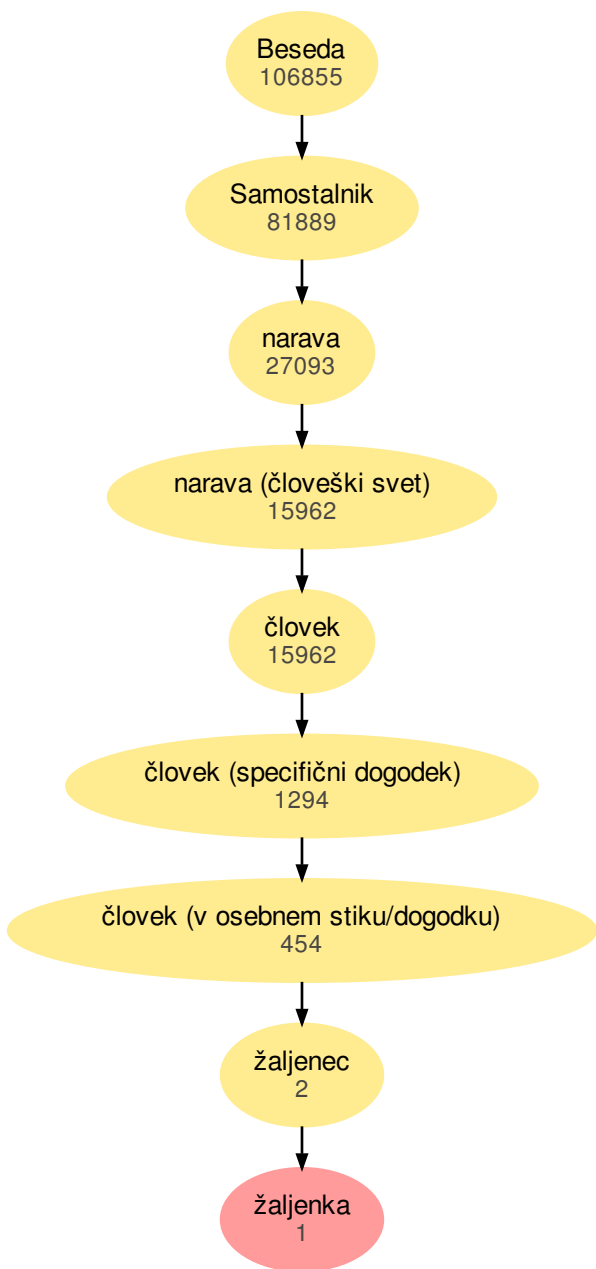 Beseda
106855
Samostalnik
81889
narava
27093
narava (človeški svet)
15962
človek
15962
človek (specifični dogodek)
1294
človek (v osebnem stiku/dogodku)
454
žaljenec
2
žaljenka
1